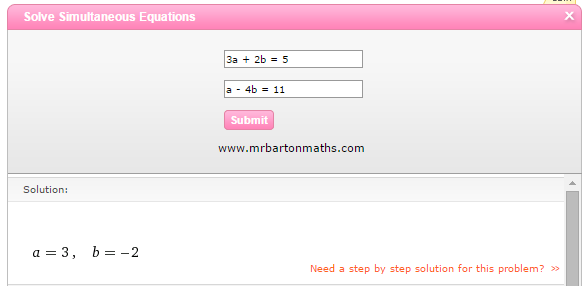 Solve Simultaneous Equations
3a + 2b = 5
a - 4b = 11
Submit
www.mrbartonmaths.com
Solution:
a = 3, b = −2
Need a step by step solution for this problem? »